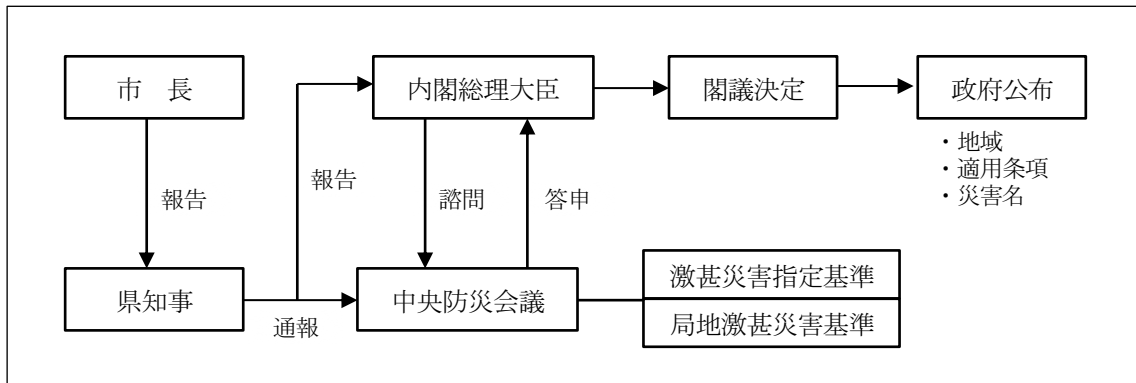 市　長
内閣総理大臣
閣議決定
政府公布
・地域
・適用条項
・災害名
報告
報告
諮問
答申
県知事
通報
中央防災会議
激甚災害指定基準
局地激甚災害基準